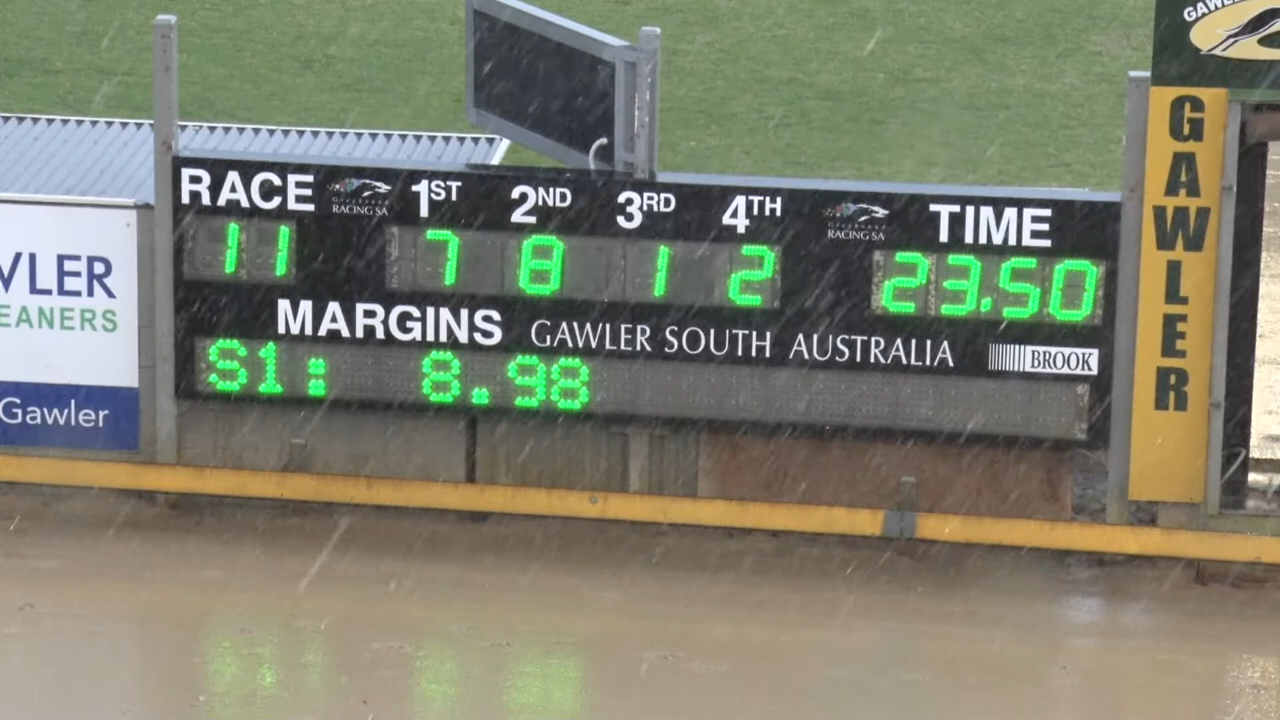 GAWLER
RACE 1ST 2ND 3RD 4TH TIME
RACING SA
RACING SA
11 7 8 1 2 23.50
MARGINS GAWLER SOUTH AUSTRALIA BROOK
S1: 8.98
WLER
EANERS
Gawler